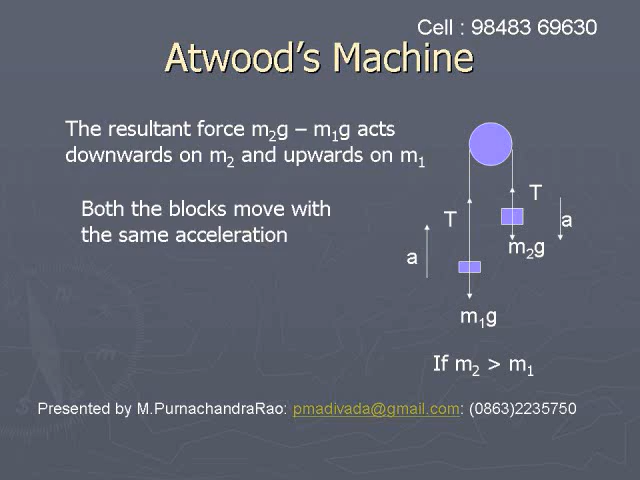 Cell : 98483 69630
Atwood's Machine
The resultant force m₂g – m₁g acts
downwards on m₂ and upwards on m₁
Both the blocks move with
the same acceleration
T
T
a
a
m₂g
m₁g
If m₂ > m₁
Presented by M.PurnachandraRao: pmadivada@gmail.com: (0863)2235750